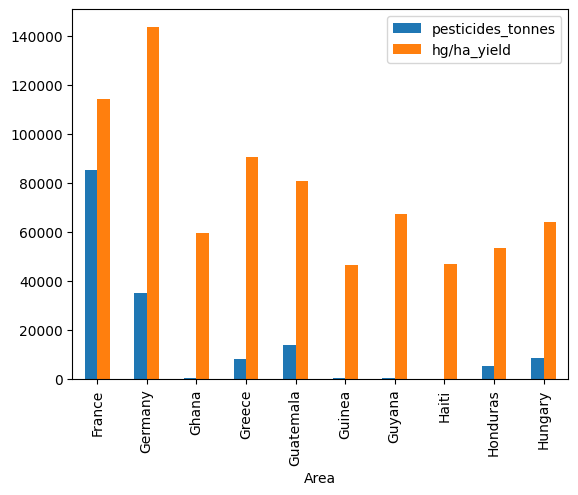 pesticides_tonnes
hg/ha_yield
140000
120000
100000
80000
60000
40000
20000
0
France
Germany
Ghana
Greece
Guatemala
Guinea
Guyana
Haiti
Honduras
Hungary
Area